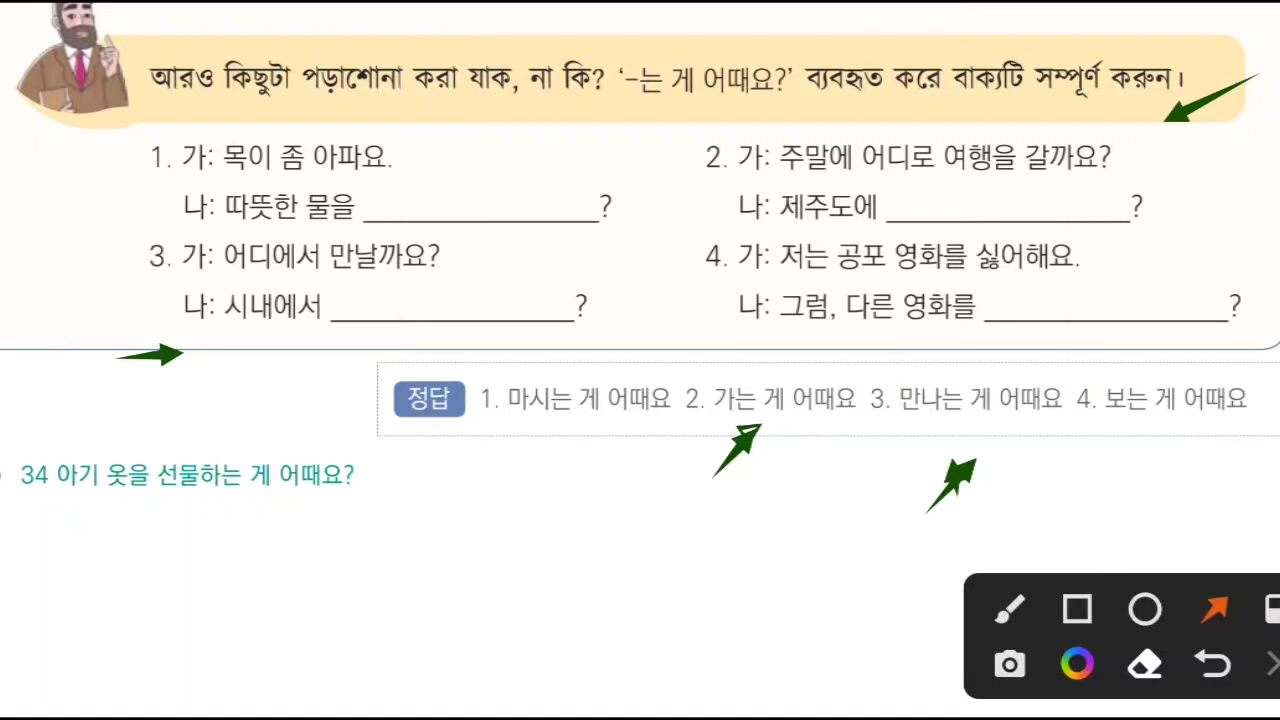 আরও কিছুটা পড়াশোনা করা যাক, না কি? ‘-는 게 어때요?’ ব্যবহৃত করে বাক্যটি সম্পূর্ণ করুন।
1. 가: 목이 좀 아파요.
나: 따뜻한 물을 ________________?
2. 가: 주말에 어디로 여행을 갈까요?
나: 제주도에 ________________?
3. 가: 어디에서 만날까요?
나: 시내에서 ________________?
4. 가: 저는 공포 영화를 싫어해요.
나: 그럼, 다른 영화를 ________________?
정답 1. 마시는 게 어때요 2. 가는 게 어때요 3. 만나는 게 어때요 4. 보는 게 어때요
34 아기 옷을 선물하는 게 어때요?